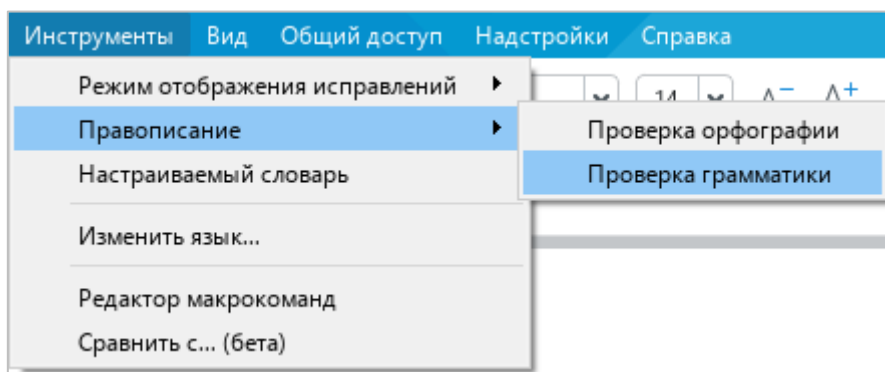 Инструменты Вид Общий доступ Надстройки Справка
Режим отображения исправлений
Правописание
Проверка орфографии
Проверка грамматики
Настраиваемый словарь
Изменить язык...
Редактор макрокоманд
Сравнить с... (бета)